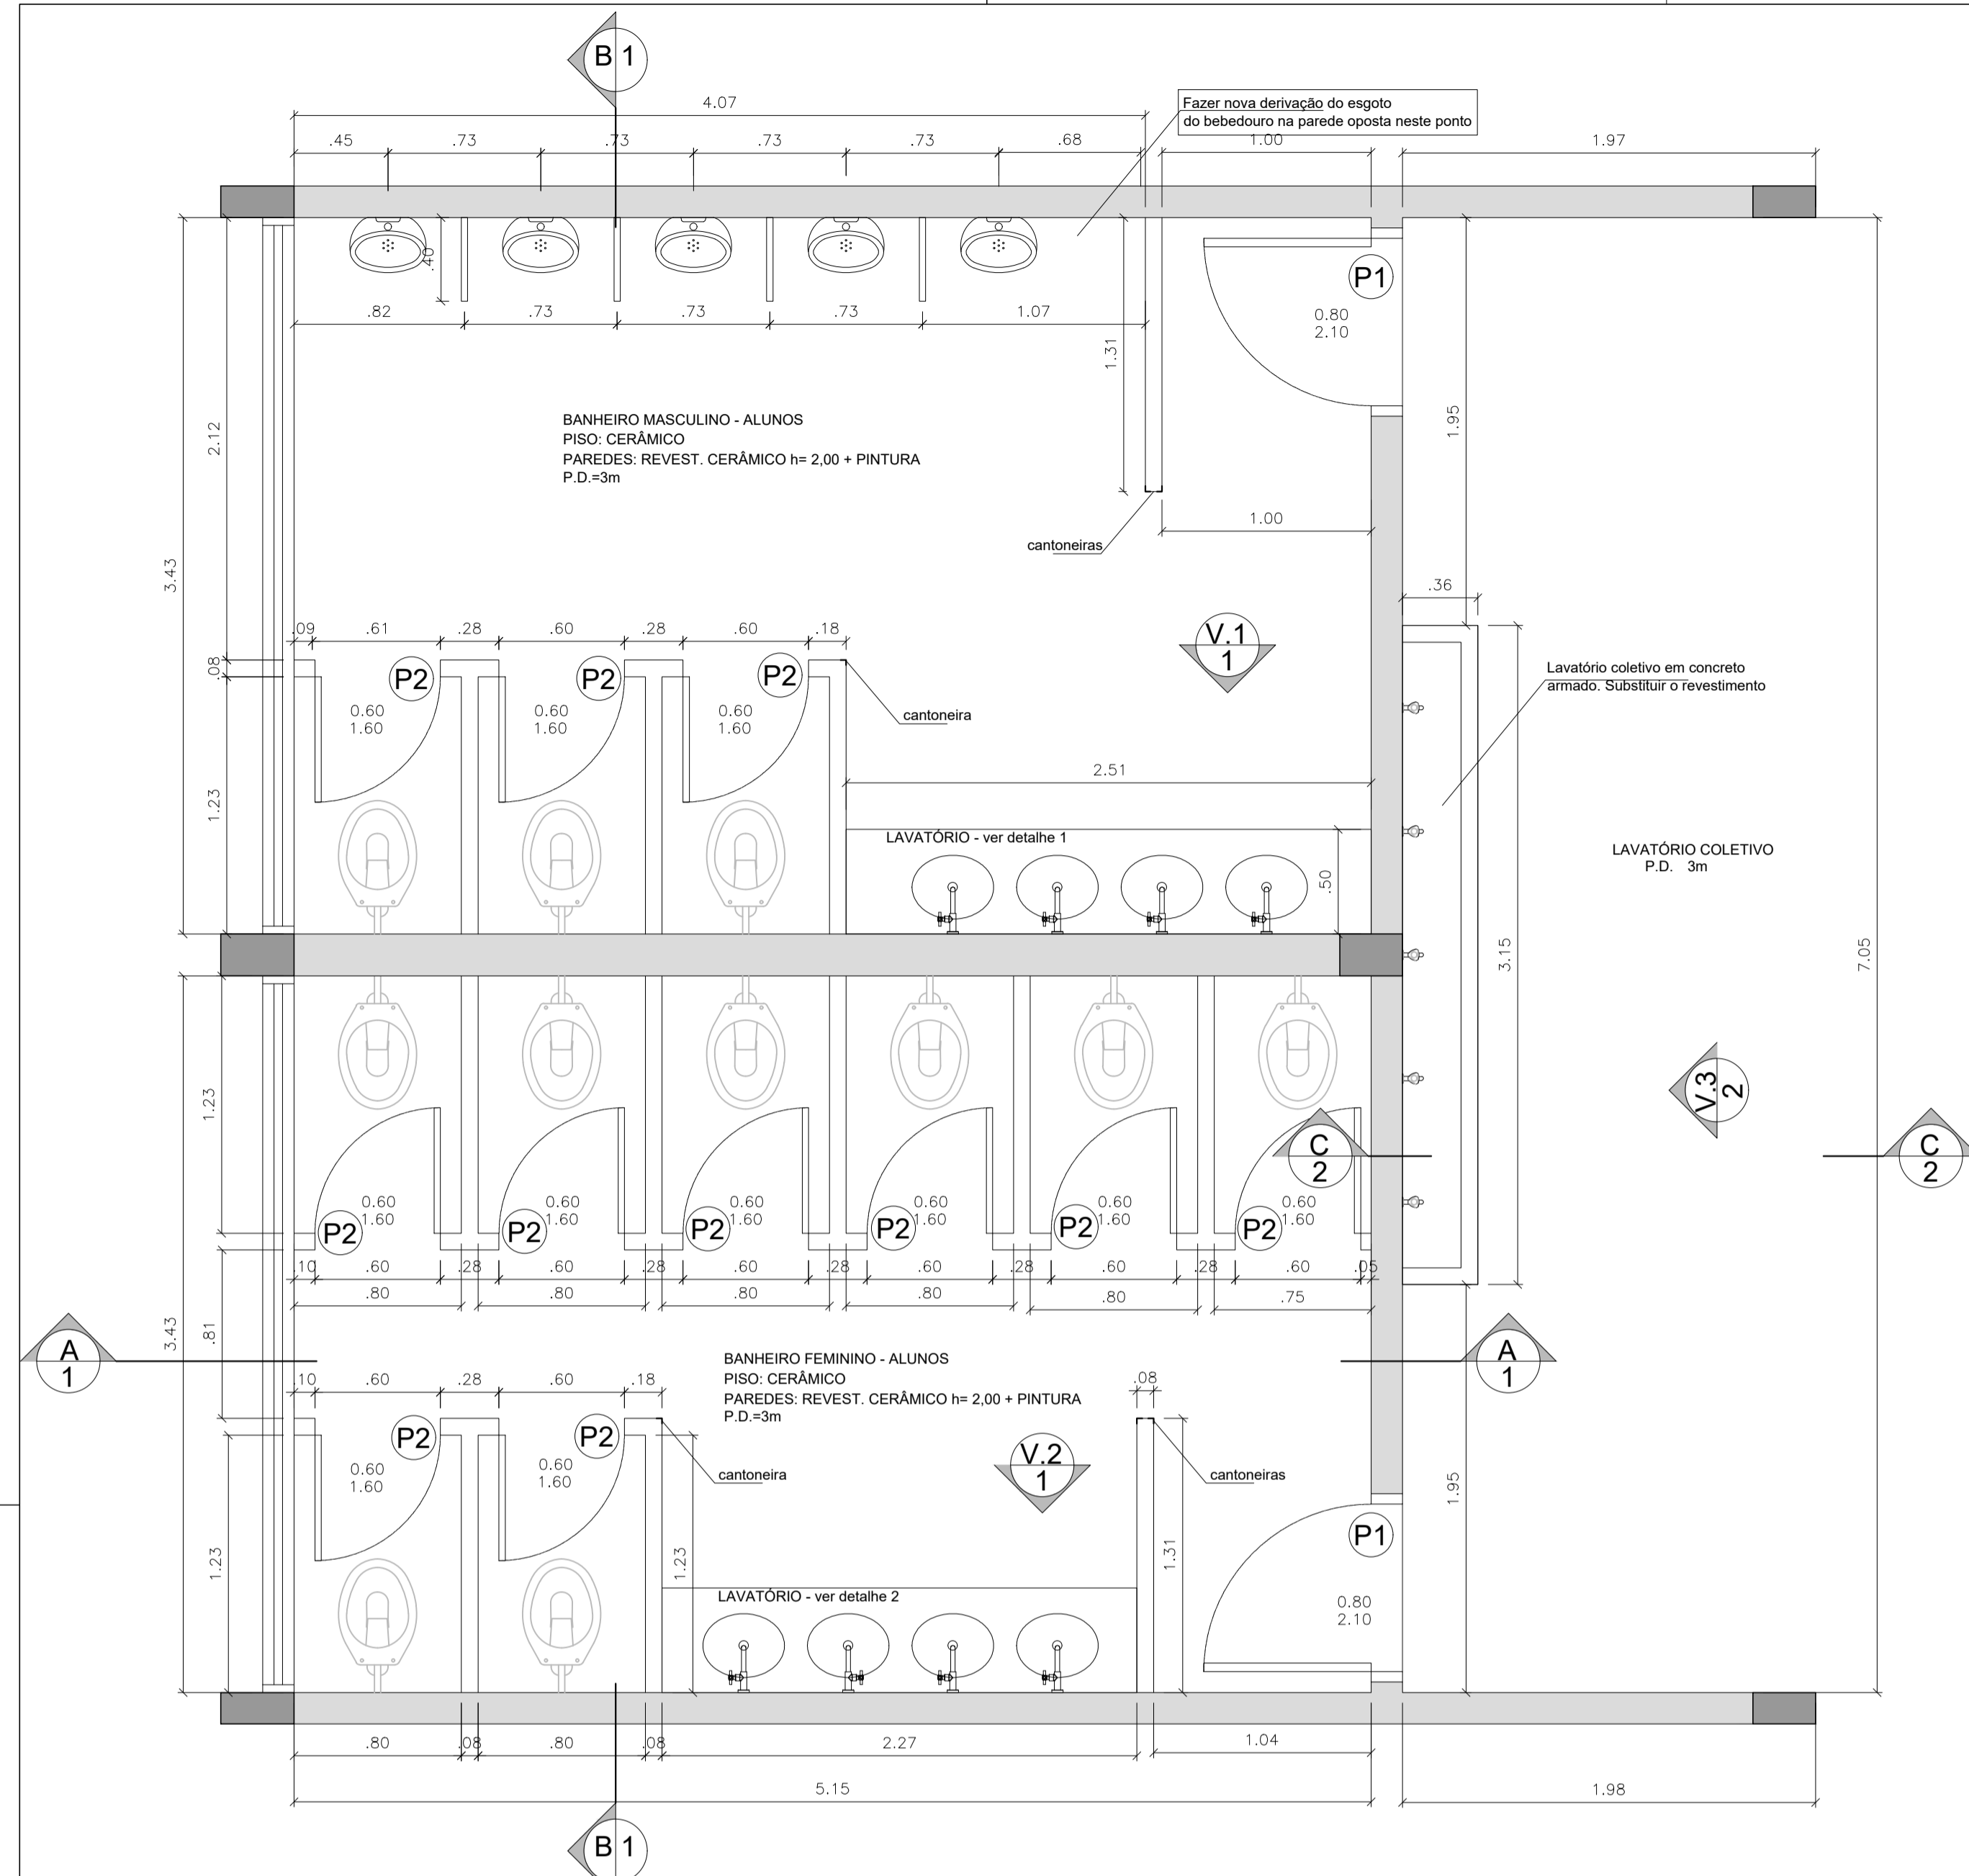 B 1
4.07
Fazer nova derivação do esgoto
do bebedouro na parede oposta neste ponto
.45 .73 .73 .73 .73 .68 1.00 1.97
.40
P1
0.80
2.10
.82 .73 .73 .73 1.07
1.31
2.12
1.95
BANHEIRO MASCULINO - ALUNOS
PISO: CERÂMICO
PAREDES: REVEST. CERÂMICO h= 2,00 + PINTURA
P.D.=3m
1.00
cantoneiras
3.43
.36
.09 .61 .28 .60 .28 .60 .18
V.1
1
.08
P2 P2 P2
Lavatório coletivo em concreto
armado. Substituir o revestimento
0.60 0.60 0.60
1.60 1.60 1.60
cantoneira
2.51
1.23
LAVATÓRIO - ver detalhe 1
.50
LAVATÓRIO COLETIVO
P.D. 3m
3.15
7.05
V.3
2
1.23
C
2
C
2
0.60 0.60 0.60 0.60 0.60 0.60
1.60 1.60 1.60 1.60 1.60 1.60
P2 P2 P2 P2 P2 P2
.10 .60 .28 .60 .28 .60 .28 .60 .28 .60 .28 .60 .05
.80 .80 .80 .80 .80 .75
3.43
.81
A
1
A
1
BANHEIRO FEMININO - ALUNOS
PISO: CERÂMICO
PAREDES: REVEST. CERÂMICO h= 2,00 + PINTURA
P.D.=3m
.10 .60 .28 .60 .18 .08
P2 P2
V.2
1
0.60 0.60
1.60 1.60
cantoneira
cantoneiras
1.95
P1
1.23
1.23
1.31
LAVATÓRIO - ver detalhe 2
0.80
2.10
.80 .08 .80 .08 2.27 1.04
5.15 1.98
B 1